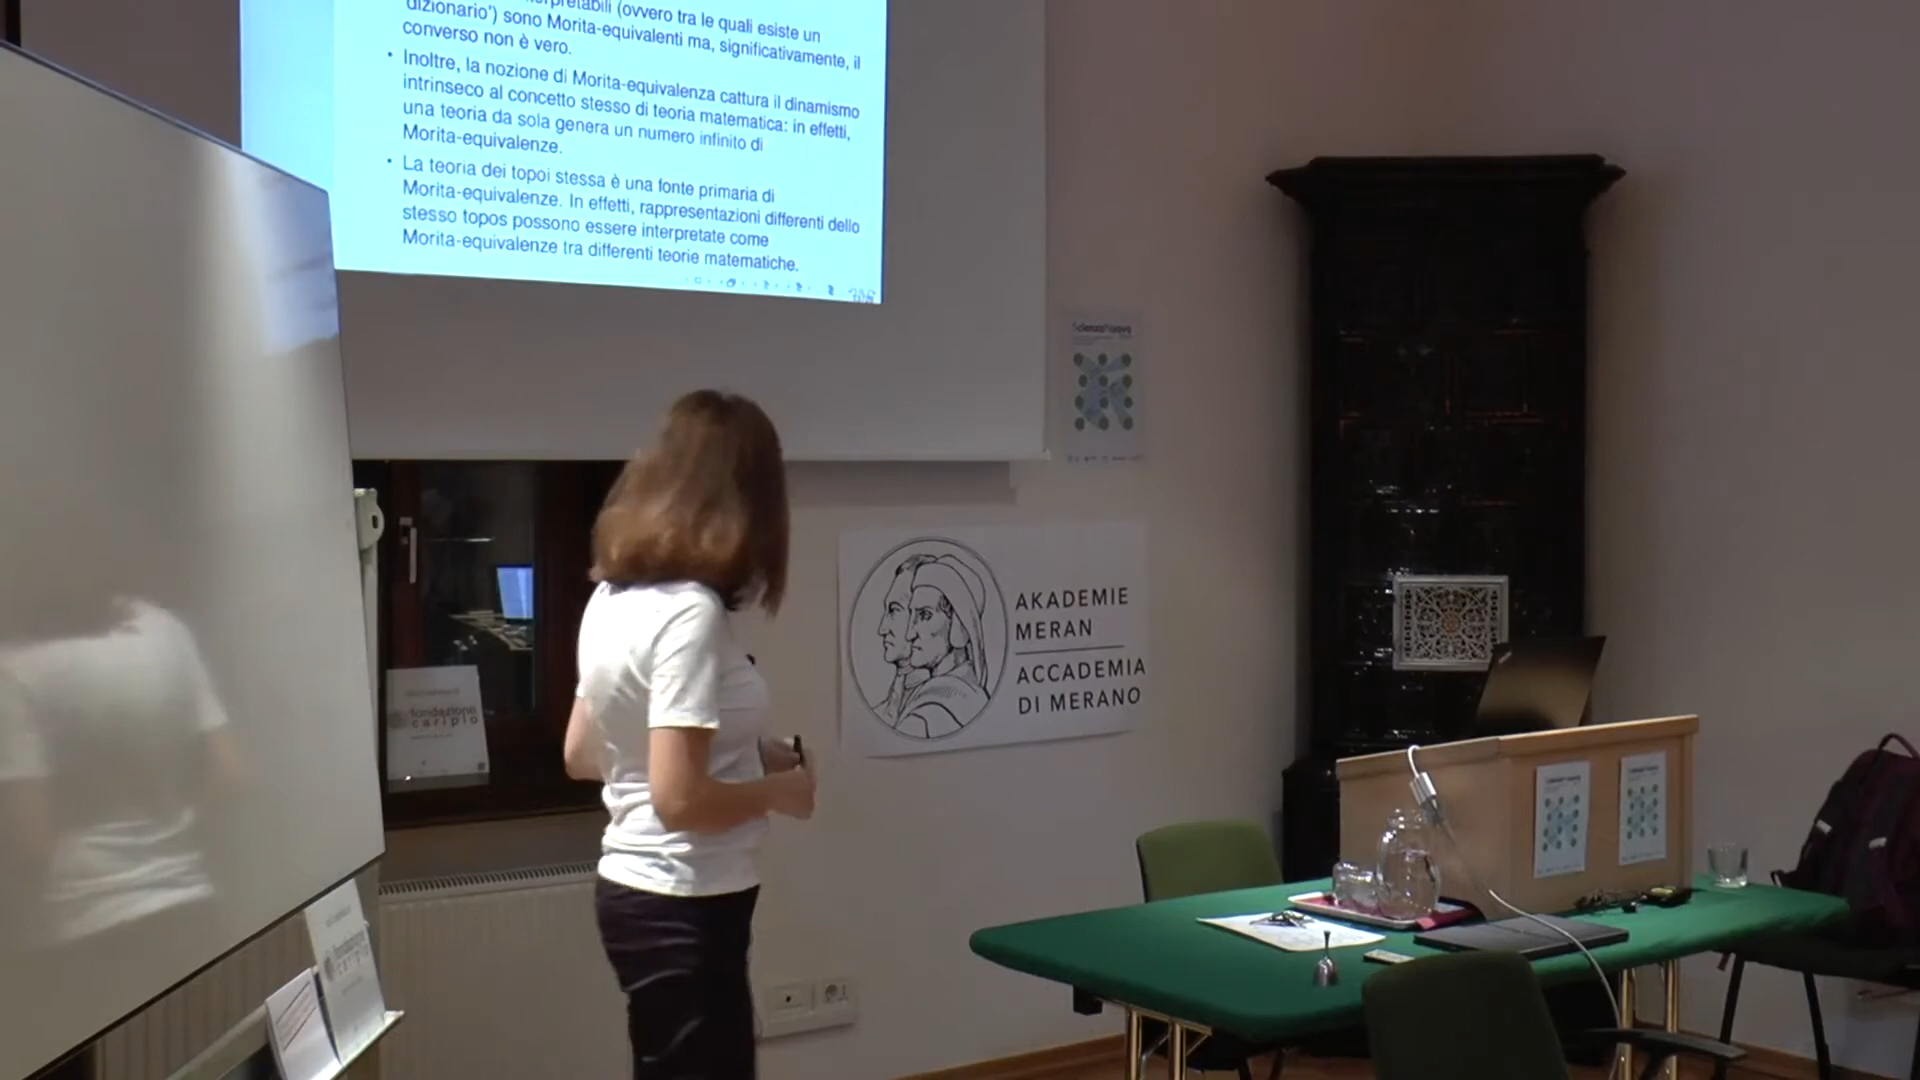 (ovvero tra le quali esiste un
dizionario') sono Morita-equivalenti ma, significativamente, il
converso non è vero.
• Inoltre, la nozione di Morita-equivalenza cattura il dinamismo
intrinseco al concetto stesso di teoria matematica: in effetti,
una teoria da sola genera un numero infinito di
Morita-equivalenze.
• La teoria dei topoi stessa è una fonte primaria di
Morita-equivalenze. In effetti, rappresentazioni differenti dello
stesso topos possono essere interpretate come
Morita-equivalenze tra differenti teorie matematiche.
ScienzaNuova
AKADEMIE
MERAN
ACCADEMIA
DI MERANO
fondazione
cariplo
fondazione
cariplo